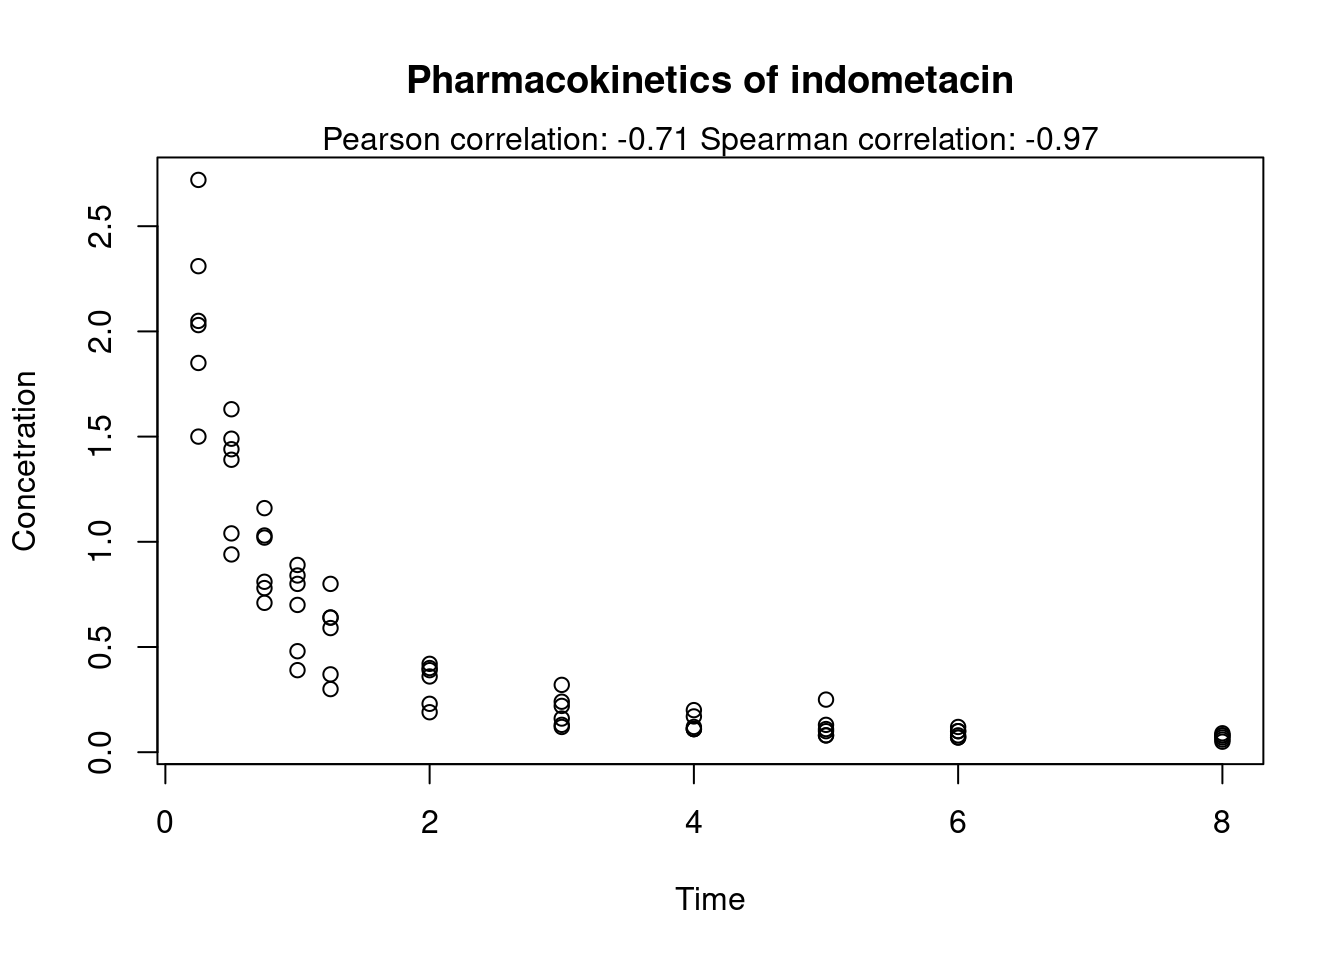 Pharmacokinetics of indometacin
Pearson correlation: -0.71 Spearman correlation: -0.97
Concetration
2.5
2.0
1.5
1.0
0.5
0.0
0 2 4 6 8
Time